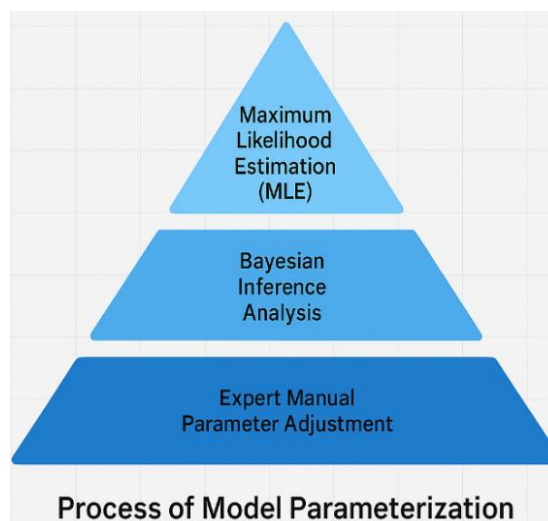 Maximum
Likelihood
Estimation
(MLE)
Bayesian
Inference
Analysis
Expert Manual
Parameter Adjustment
Process of Model Parameterization